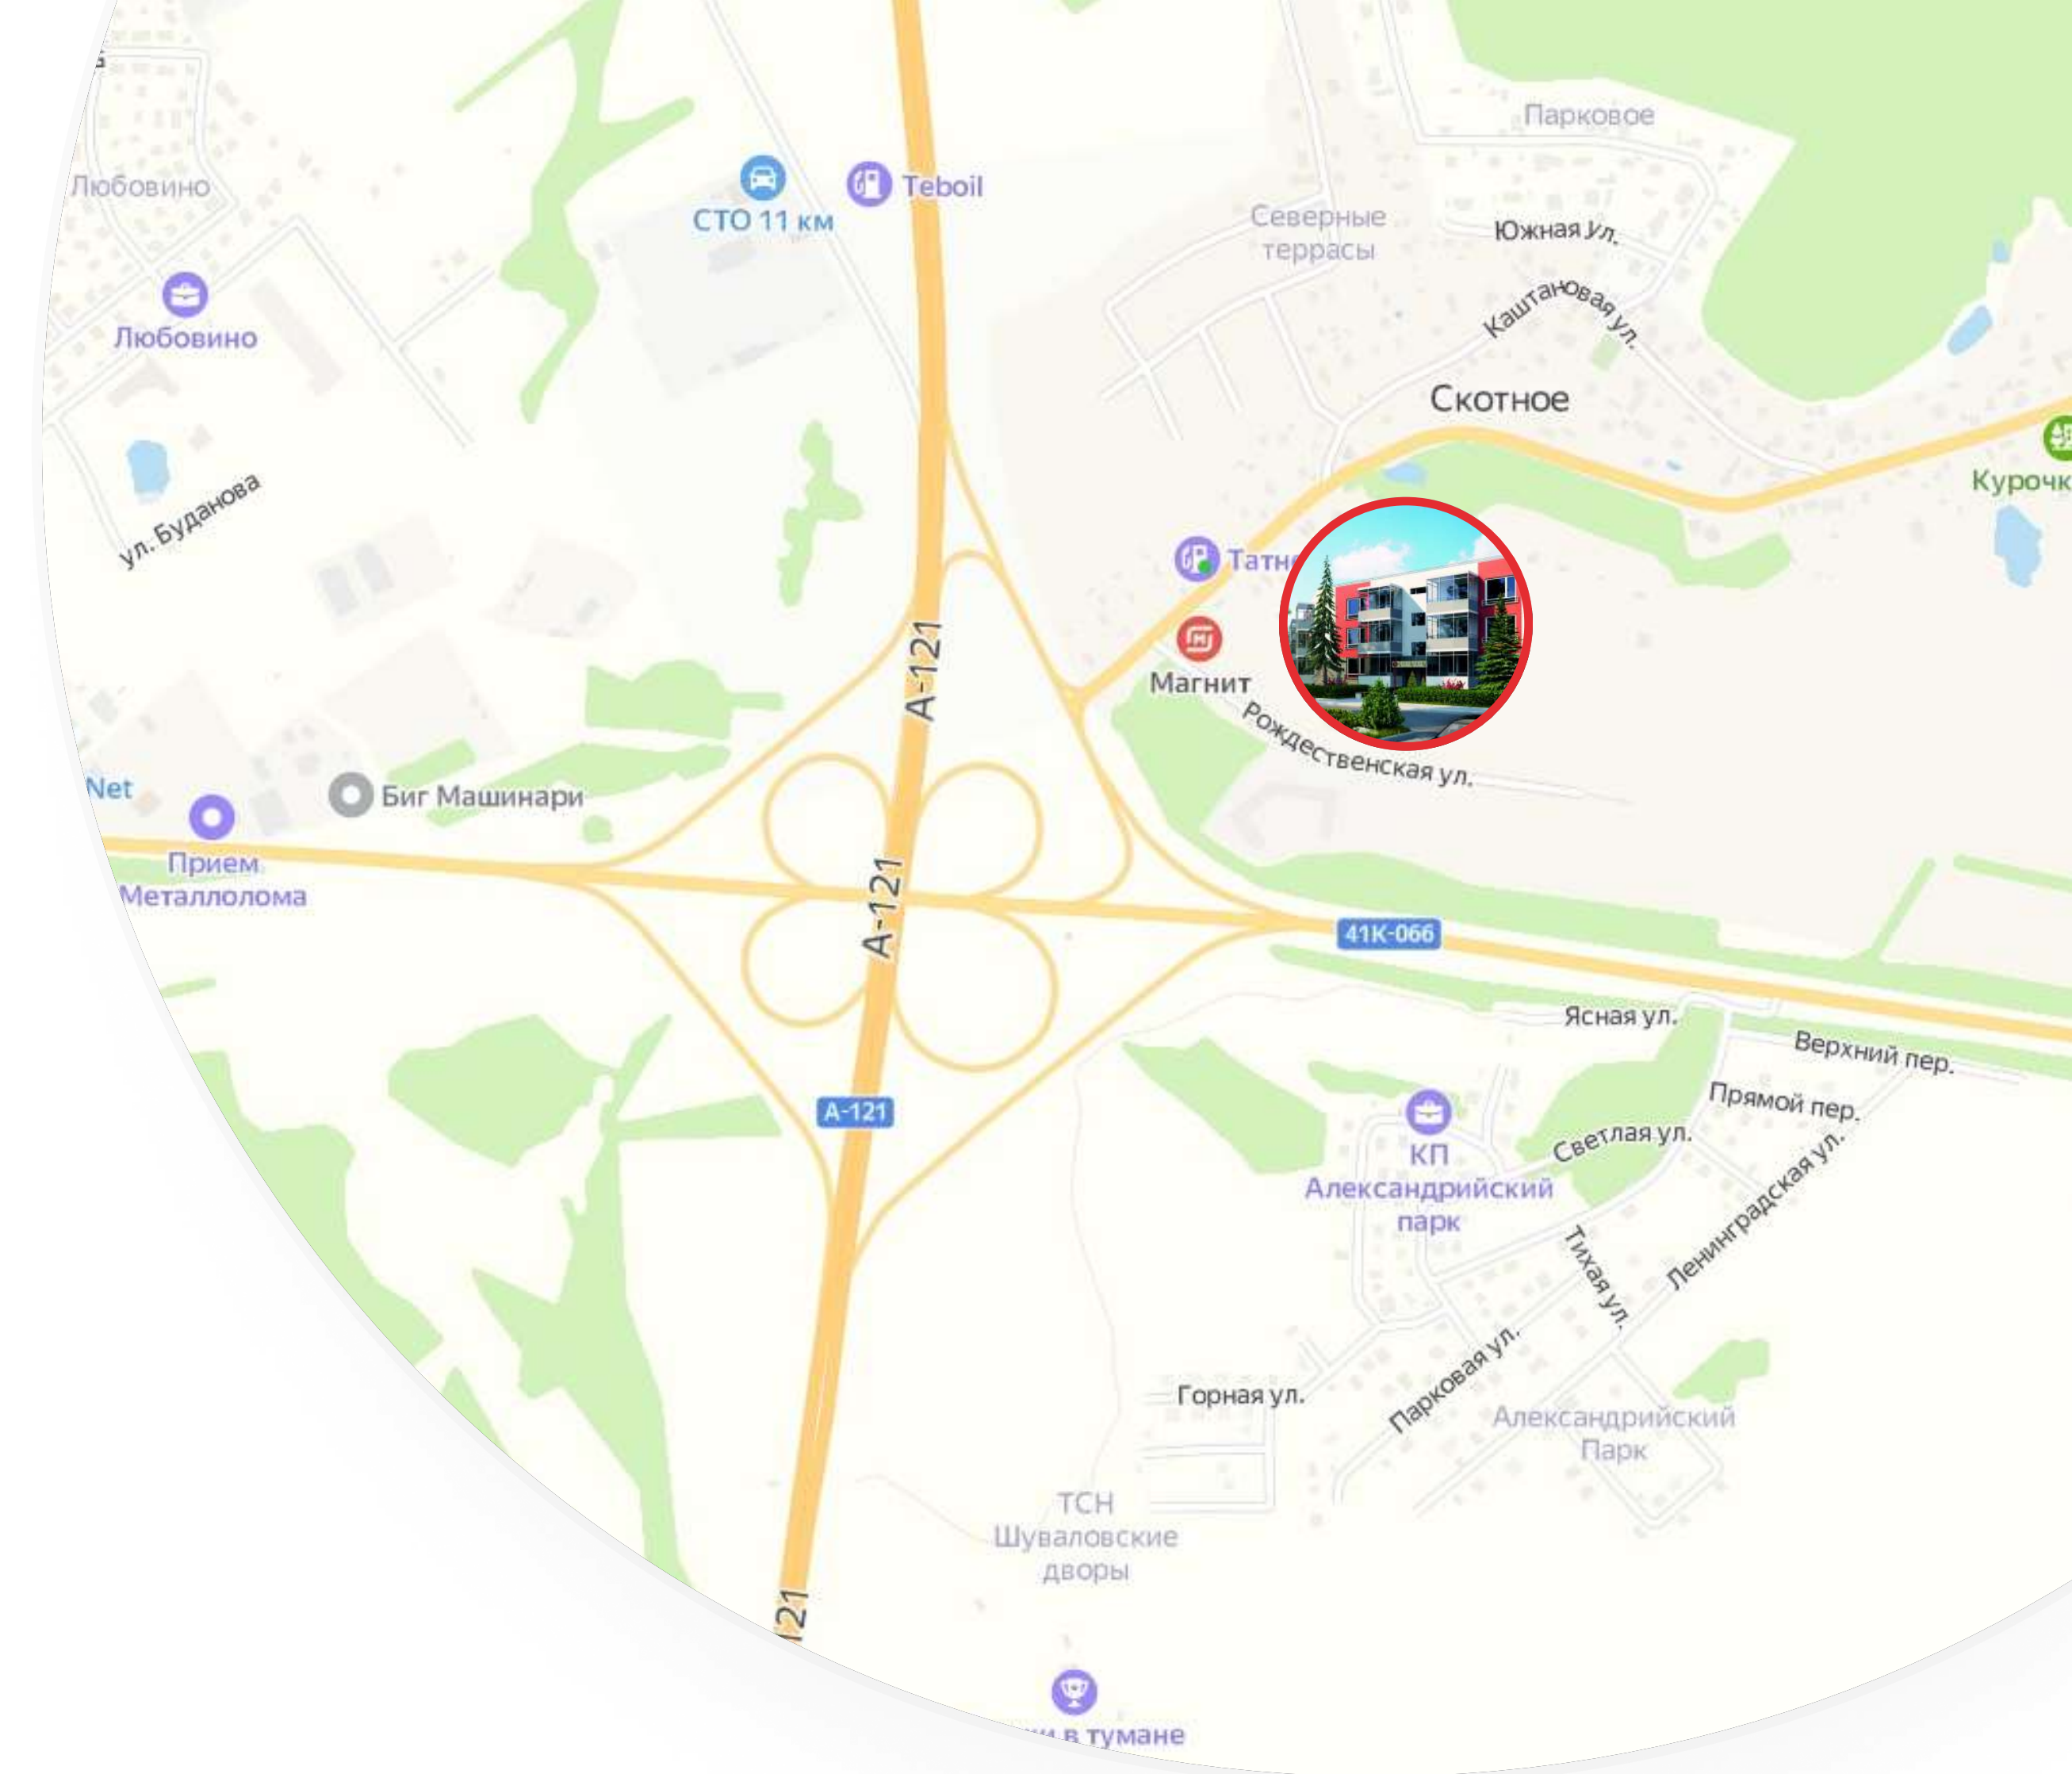 Парковое
Любовино
Teboil
СТО 11 км
Северные
террасы
Южная ул.
Каштановая ул.
Любовино
Скотное
ул. Буданова
Татн
Магнит
А-121
Рождественская ул.
Net
Биг Машинари
Прием
Металлолома
А-121
41К-066
Ясная ул.
Верхний пер.
Прямой пер.
А-121
Светлая ул.
КП
Александрийский
парк
Ленинградская ул.
Тихая ул.
Парковая ул.
Горная ул.
Александрийский
Парк
ТСН
Шуваловские
дворы
121
в тумане